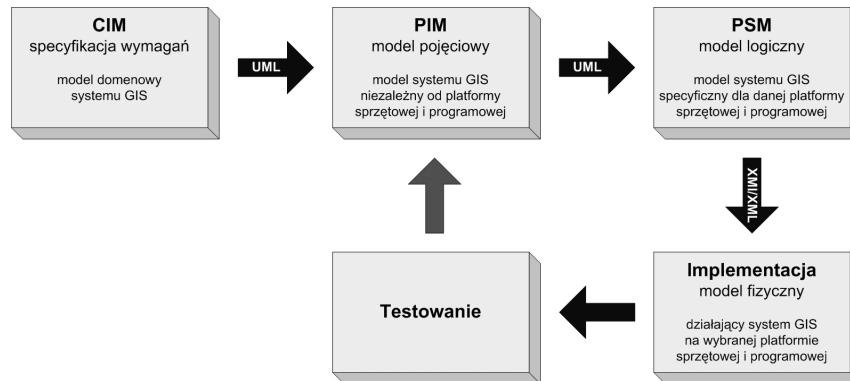 CIM
specyfikacja wymagań
model domenowy
systemu GIS
UML
PIM
model pojęciowy
model systemu GIS
niezależny od platformy
sprzętowej i programowej
UML
PSM
model logiczny
model systemu GIS
specyficzny dla danej platformy
sprzętowej i programowej
XMI/XML
Implementacja
model fizyczny
działający system GIS
na wybranej platformie
sprzętowej i programowej
Testowanie